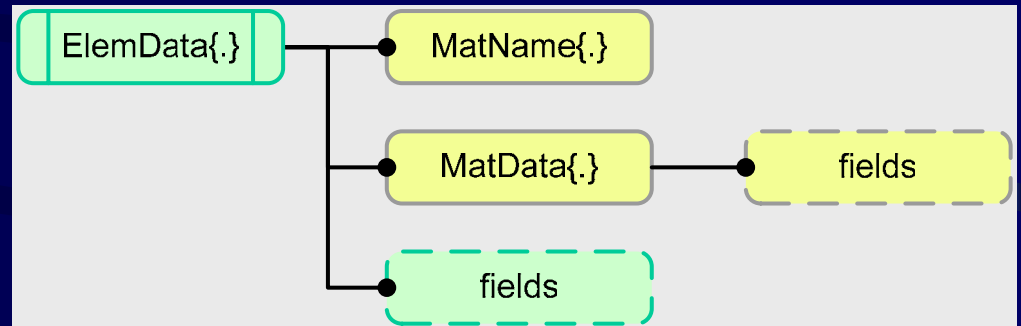 ElemData{.}
MatName{.}
MatData{.}
fields
fields